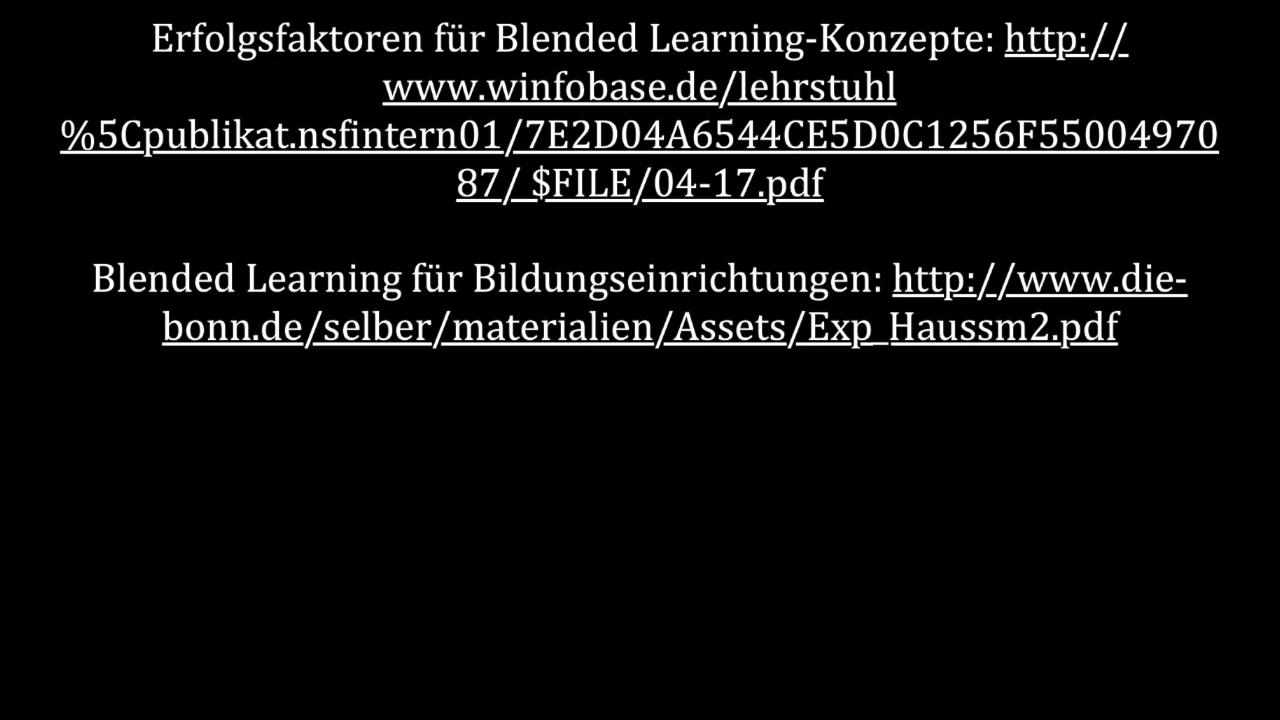 Erfolgsfaktoren für Blended Learning-Konzepte: http://
www.winfobase.de/lehrstuhl
%5Cpublikat.nsfintern01/7E2D04A6544CE5D0C1256F55004970
87/ $FILE/04-17.pdf
Blended Learning für Bildungseinrichtungen: http://www.die-
bonn.de/selber/materialien/Assets/Exp_Haussm2.pdf